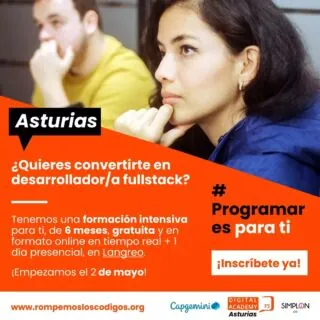 Asturias
¿Quieres convertirte en
desarrollador/a fullstack?
Tenemos una formación intensiva
para ti, de 6 meses, gratuita y en
formato online en tiempo real + 1
día presencial, en Langreo.
¡Empezamos el 2 de mayo!
#
Programar
es para ti
¡Inscríbete ya!
www.rompemosloscodigos.org
Capgemini
DIGITAL
ACADEMY
Asturias
SIMPLON